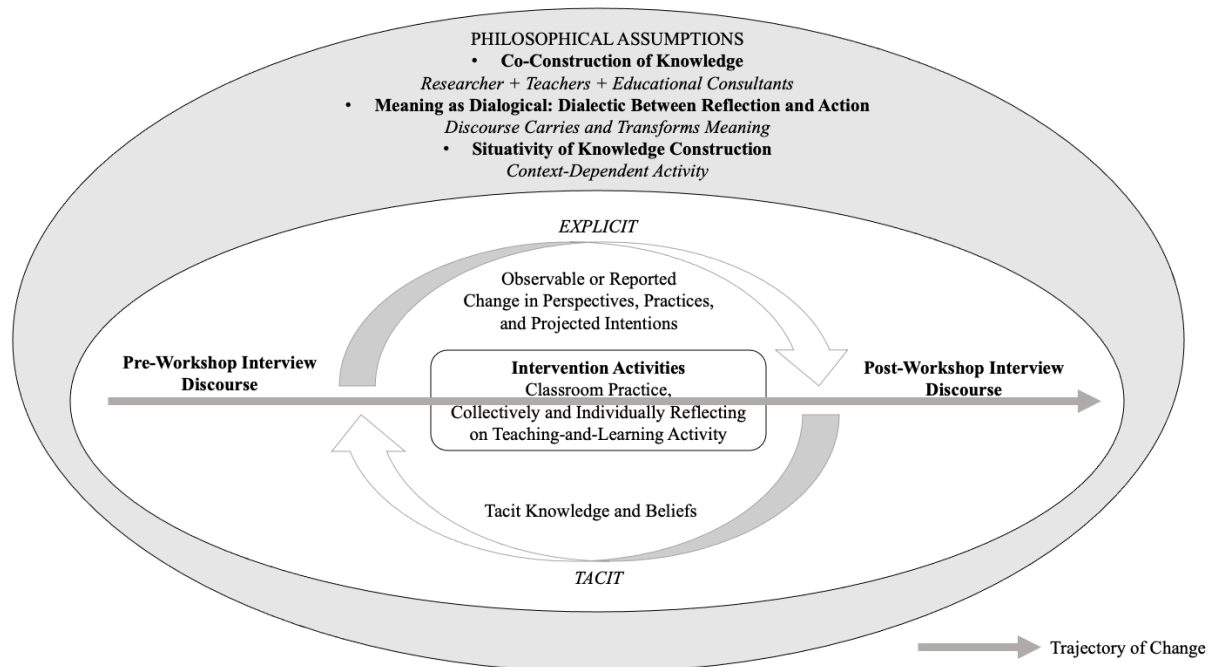 PHILOSOPHICAL ASSUMPTIONS
• Co-Construction of Knowledge
Researcher + Teachers + Educational Consultants
• Meaning as Dialogical: Dialectic Between Reflection and Action
Discourse Carries and Transforms Meaning
• Situativity of Knowledge Construction
Context-Dependent Activity
EXPLICIT
Observable or Reported
Change in Perspectives, Practices,
and Projected Intentions
Pre-Workshop Interview
Discourse
Intervention Activities
Classroom Practice,
Collectively and Individually Reflecting
on Teaching-and-Learning Activity
Post-Workshop Interview
Discourse
Tacit Knowledge and Beliefs
TACIT
Trajectory of Change